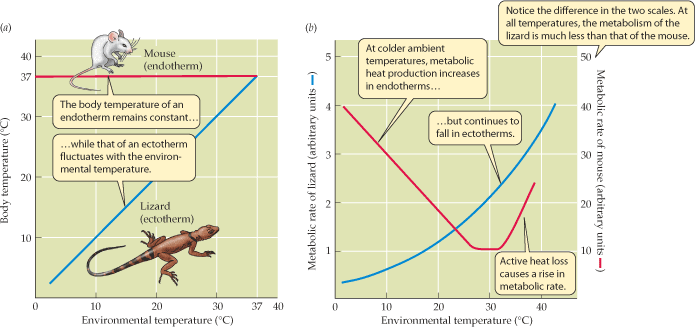 (a)
Mouse
(endotherm)
40
37
30
20
10
Body temperature (°C)
The body temperature of an
endotherm remains constant…
…while that of an ectotherm
fluctuates with the environ-
mental temperature.
Lizard
(ectotherm)
0 10 20 30 37 40
Environmental temperature (°C)
(b)
Notice the difference in the two scales. At
all temperatures, the metabolism of the
lizard is much less than that of the mouse.
5
4
3
2
1
Metabolic rate of lizard (arbitrary units —)
At colder ambient
temperatures, metabolic
heat production increases
in endotherms…
…but continues to
fall in ectotherms.
Active heat loss
causes a rise in
metabolic rate.
50
40
30
20
10
Metabolic rate of mouse (arbitrary units —)
0 10 20 30 40
Environmental temperature (°C)